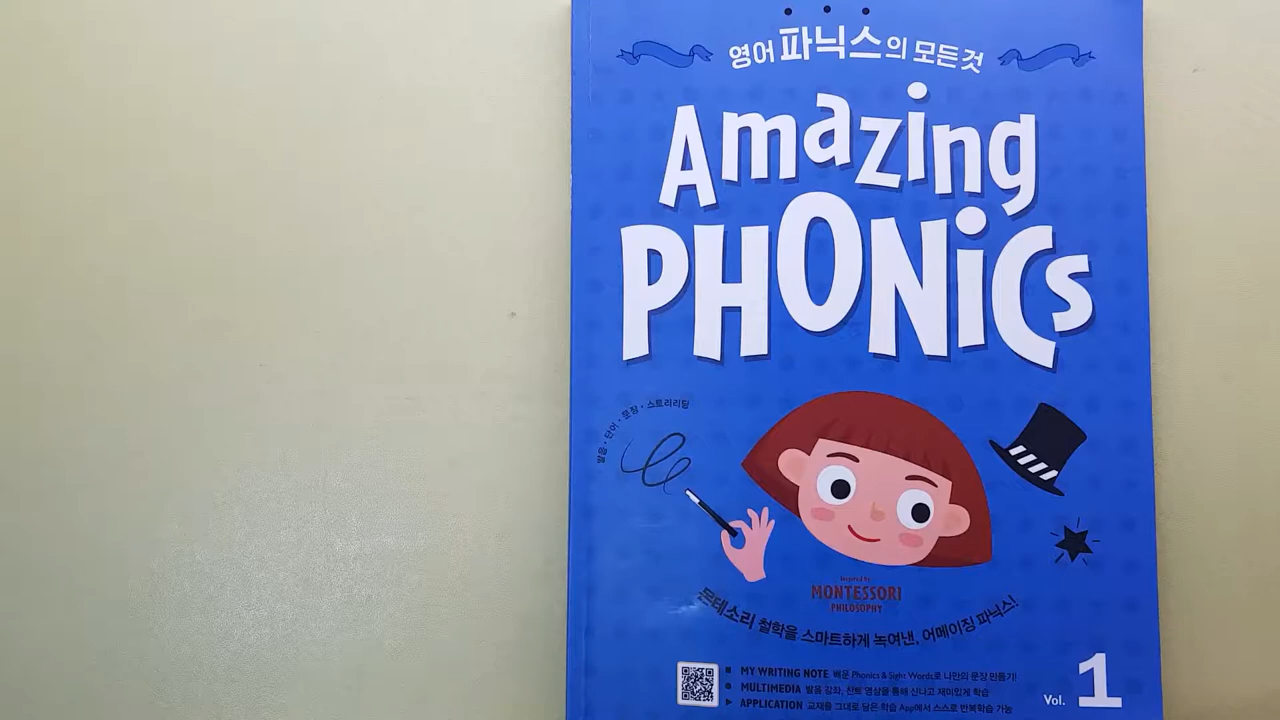 영어 파닉스의 모든것
Amazing
PHONiCs
발음 · 단어 · 문장 · 스토리리딩
Inspired by
MONTESSORI
PHILOSOPHY
몬테소리 철학을 스마트하게 녹여낸, 어메이징 파닉스!
MY WRITING NOTE 배운 Phonics & Sight Words로 나만의 문장 만들기!
MULTIMEDIA 발음 강좌, 찬트 영상을 통해 신나고 재미있게 학습
APPLICATION 교재를 그대로 담은 학습 App에서 스스로 반복학습 가능
Vol. 1